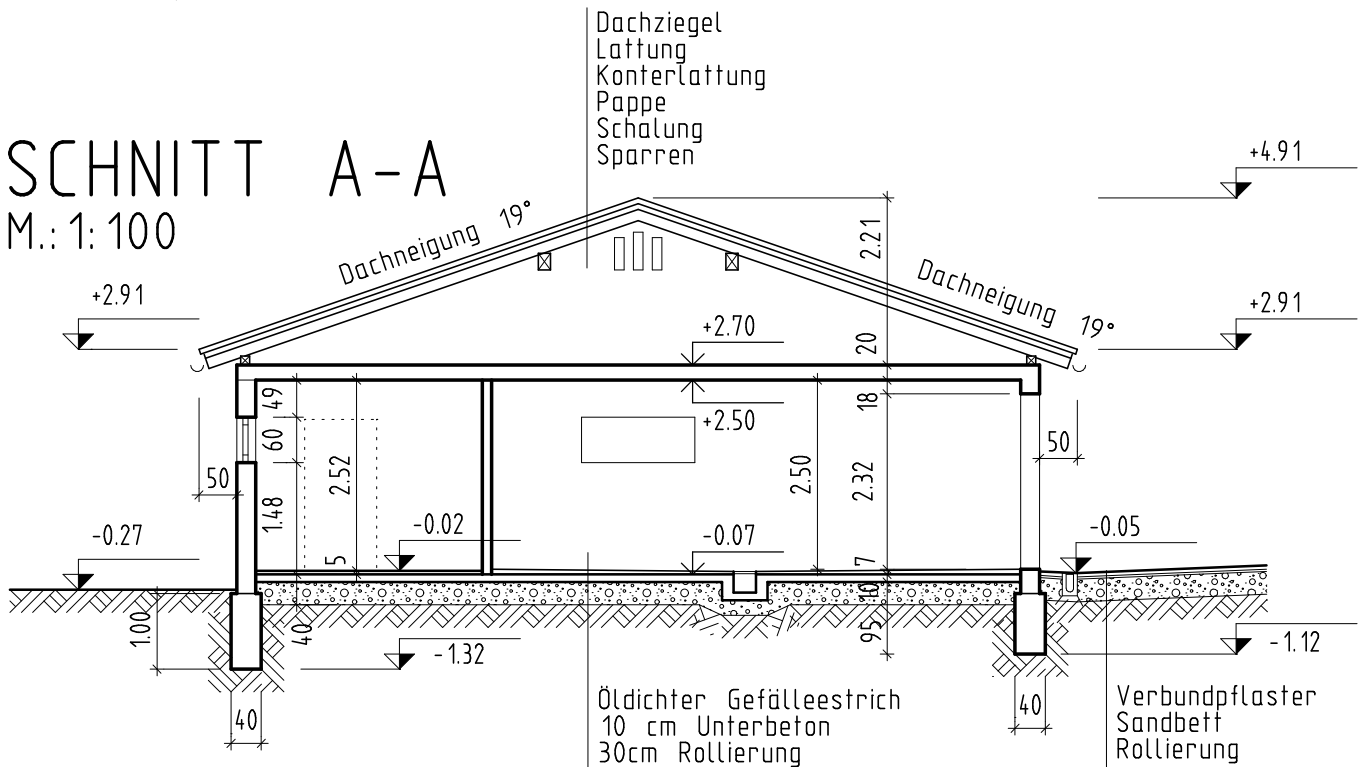 Dachziegel
Lattung
Konterlattung
Pappe
Schalung
Sparren
SCHNITT A-A
M.: 1: 100
+4.91
Dachneigung 19°
2.21
Dachneigung 19°
+2.91
+2.91
+2.70
20
49
18
+2.50
60
50
2.52
2.50
2.32
50
1.48
-0.27
-0.02
-0.07
-0.05
5
7
10
1.00
40
95
-1.32
-1.12
40
40
Öldichter Gefälleestrich
10 cm Unterbeton
30cm Rollierung
Verbundpflaster
Sandbett
Rollierung